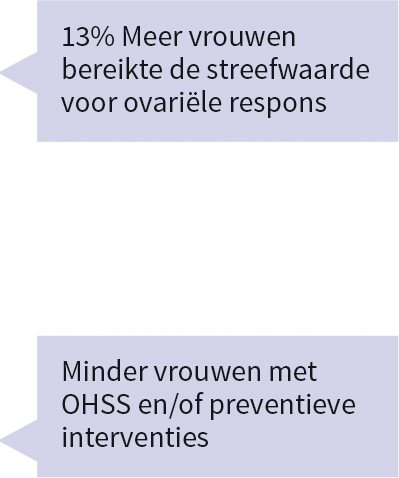 13% Meer vrouwen
bereikte de streefwaarde
voor ovariële respons
Minder vrouwen met
OHSS en/of preventieve
interventies